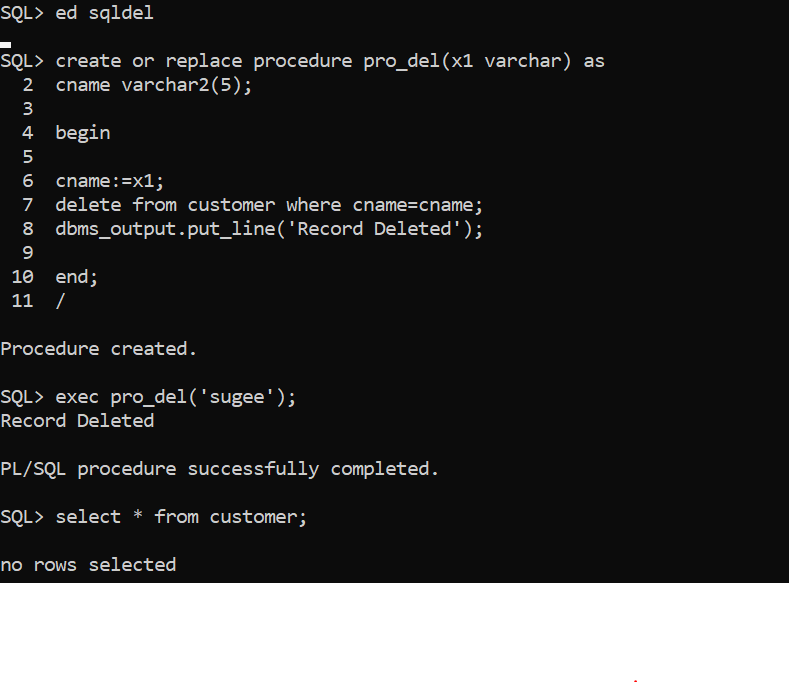 SQL> ed sqldel
SQL> create or replace procedure pro_del(x1 varchar) as
2 cname varchar2(5);
3
4 begin
5
6 cname:=x1;
7 delete from customer where cname=cname;
8 dbms_output.put_line('Record Deleted');
9
10 end;
11 /
Procedure created.
SQL> exec pro_del('sugee');
Record Deleted
PL/SQL procedure successfully completed.
SQL> select * from customer;
no rows selected